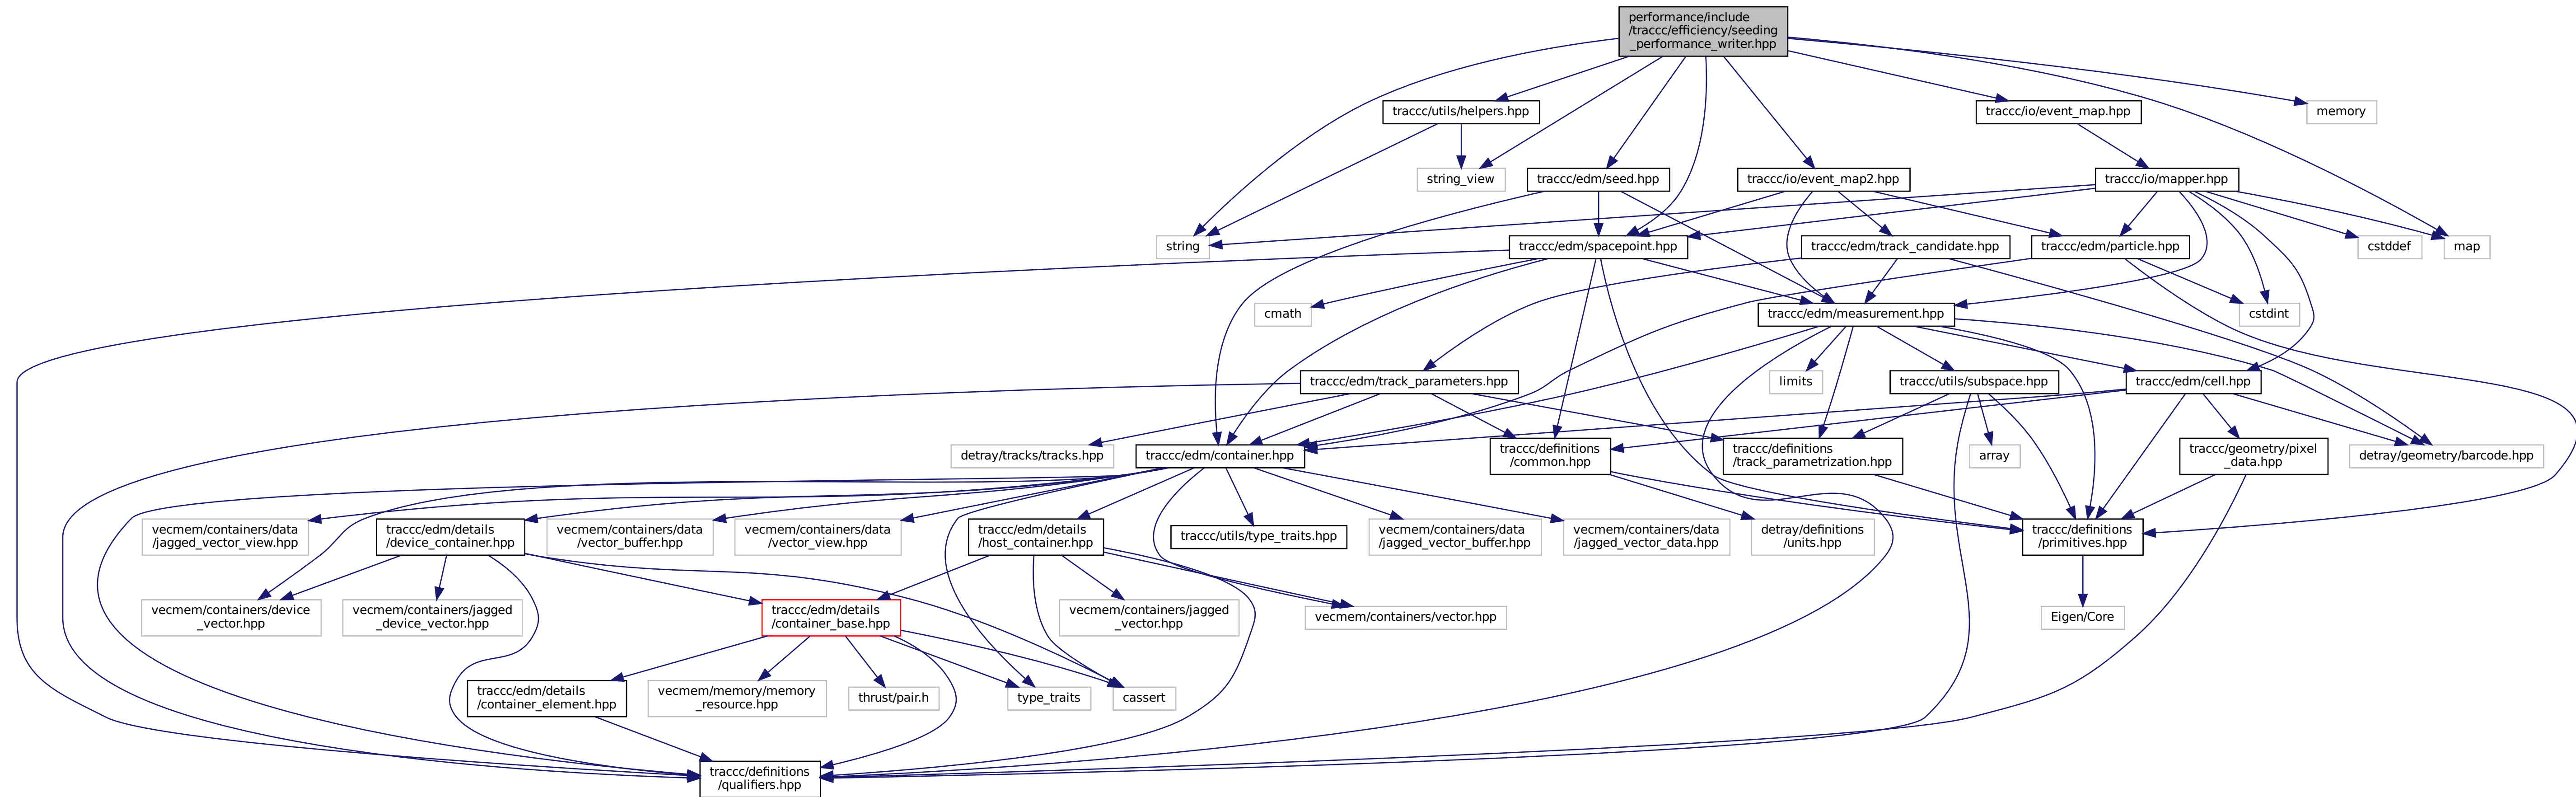 performance/include
/traccc/efficiency/seeding
_performance_writer.hpp
traccc/utils/helpers.hpp
traccc/io/event_map.hpp
memory
string_view
traccc/edm/seed.hpp
traccc/io/event_map2.hpp
traccc/io/mapper.hpp
string
traccc/edm/spacepoint.hpp
traccc/edm/track_candidate.hpp
traccc/edm/particle.hpp
cstddef
map
cmath
traccc/edm/measurement.hpp
cstdint
traccc/edm/track_parameters.hpp
limits
traccc/utils/subspace.hpp
traccc/edm/cell.hpp
detray/tracks/tracks.hpp
traccc/edm/container.hpp
traccc/definitions
/common.hpp
traccc/definitions
/track_parametrization.hpp
array
traccc/geometry/pixel
_data.hpp
detray/geometry/barcode.hpp
vecmem/containers/data
/jagged_vector_view.hpp
traccc/edm/details
/device_container.hpp
vecmem/containers/data
/vector_buffer.hpp
vecmem/containers/data
/vector_view.hpp
traccc/edm/details
/host_container.hpp
traccc/utils/type_traits.hpp
vecmem/containers/data
/jagged_vector_buffer.hpp
vecmem/containers/data
/jagged_vector_data.hpp
detray/definitions
/units.hpp
traccc/definitions
/primitives.hpp
vecmem/containers/device
_vector.hpp
vecmem/containers/jagged
_device_vector.hpp
traccc/edm/details
/container_base.hpp
vecmem/containers/jagged
_vector.hpp
vecmem/containers/vector.hpp
Eigen/Core
traccc/edm/details
/container_element.hpp
vecmem/memory/memory
_resource.hpp
thrust/pair.h
type_traits
cassert
traccc/definitions
/qualifiers.hpp